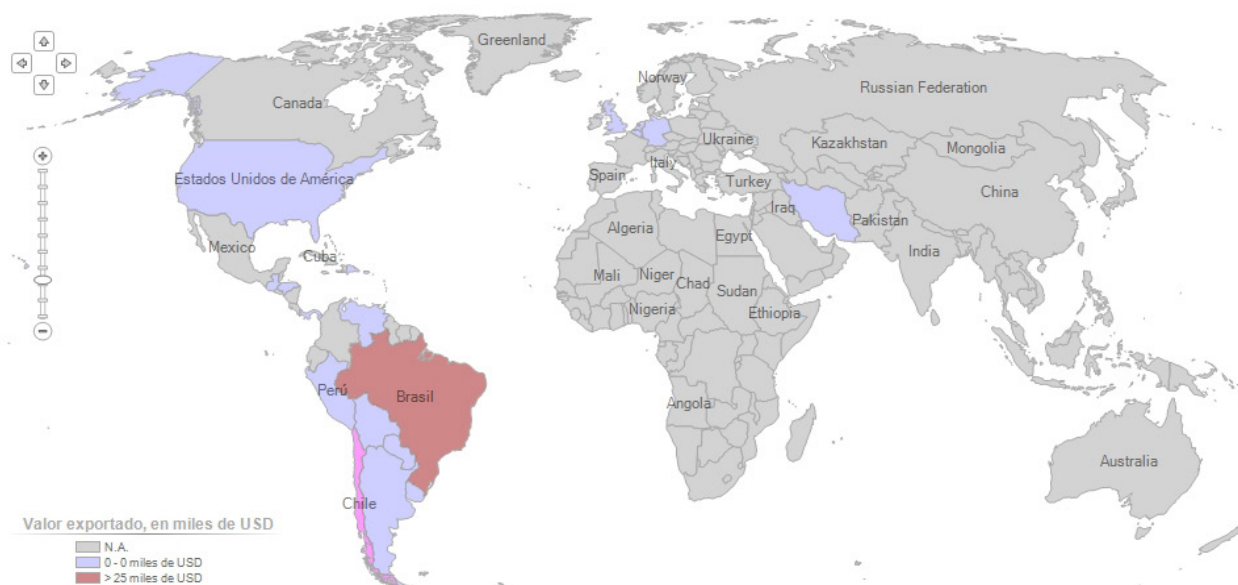 Greenland
Norway
Russian Federation
Canada
Ukraine
Kazakhstan
Mongolia
Italy
Spain
Turkey
China
Estados Unidos de América
Iraq
Pakistan
Mexico
Cuba
Algeria
Egypt
India
Mali
Niger
Chad
Sudan
Nigeria
Ethiopia
Perú
Brasil
Angola
Australia
Chile
Valor exportado, en miles de USD
N.A.
0 - 0 miles de USD
> 25 miles de USD